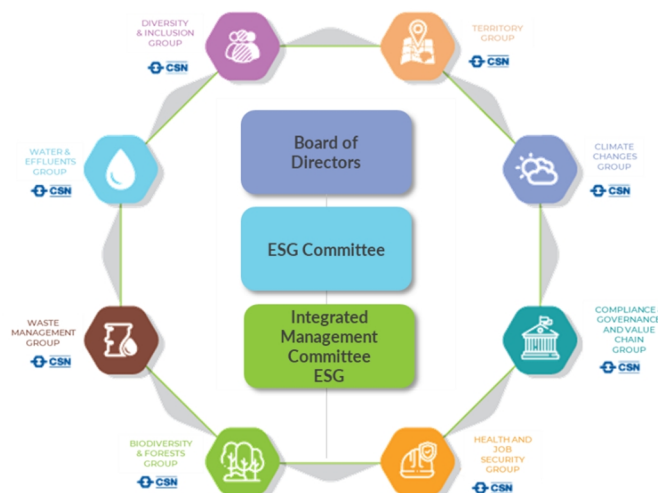 DIVERSITY
& INCLUSION
GROUP
CSN
TERRITORY
GROUP
CSN
WATER &
EFFLUENTS
GROUP
CSN
Board of
Directors
CLIMATE
CHANGES
GROUP
CSN
ESG Committee
WASTE
MANAGEMENT
GROUP
CSN
Integrated
Management
Committee
ESG
COMPLIANCE
GOVERNANCE
AND VALUE
CHAIN
GROUP
CSN
BIODIVERSITY
& FORESTS
GROUP
CSN
HEALTH AND
JOB
SECURITY
GROUP
CSN